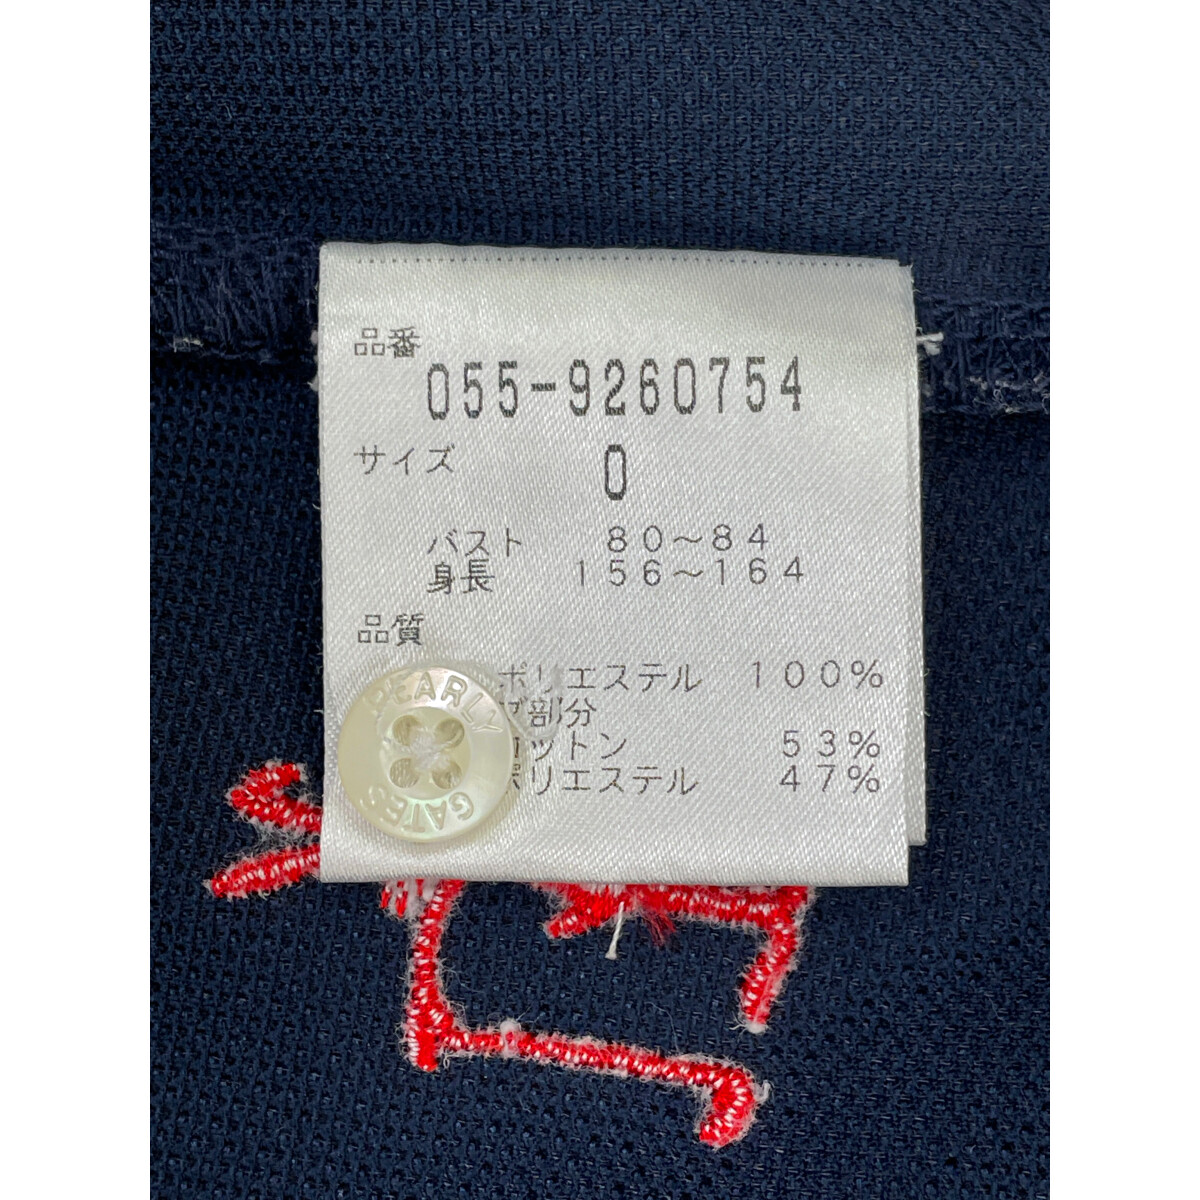 品番
055-9260754
サイズ 0
バスト 80～84
身長 156～164
品質
ポリエステル 100%
部分
ットン 53%
ポリエステル 47%
PEARLY
GATES